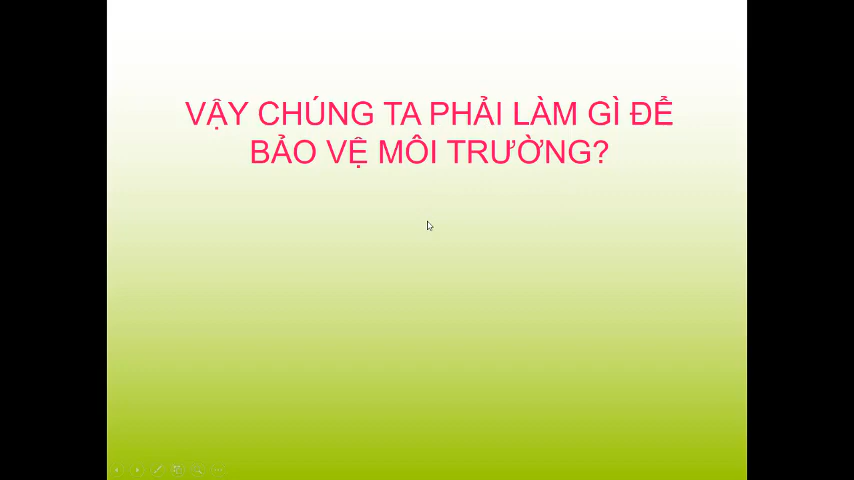 VẬY CHÚNG TA PHẢI LÀM GÌ ĐỂ
BẢO VỆ MÔI TRƯỜNG?